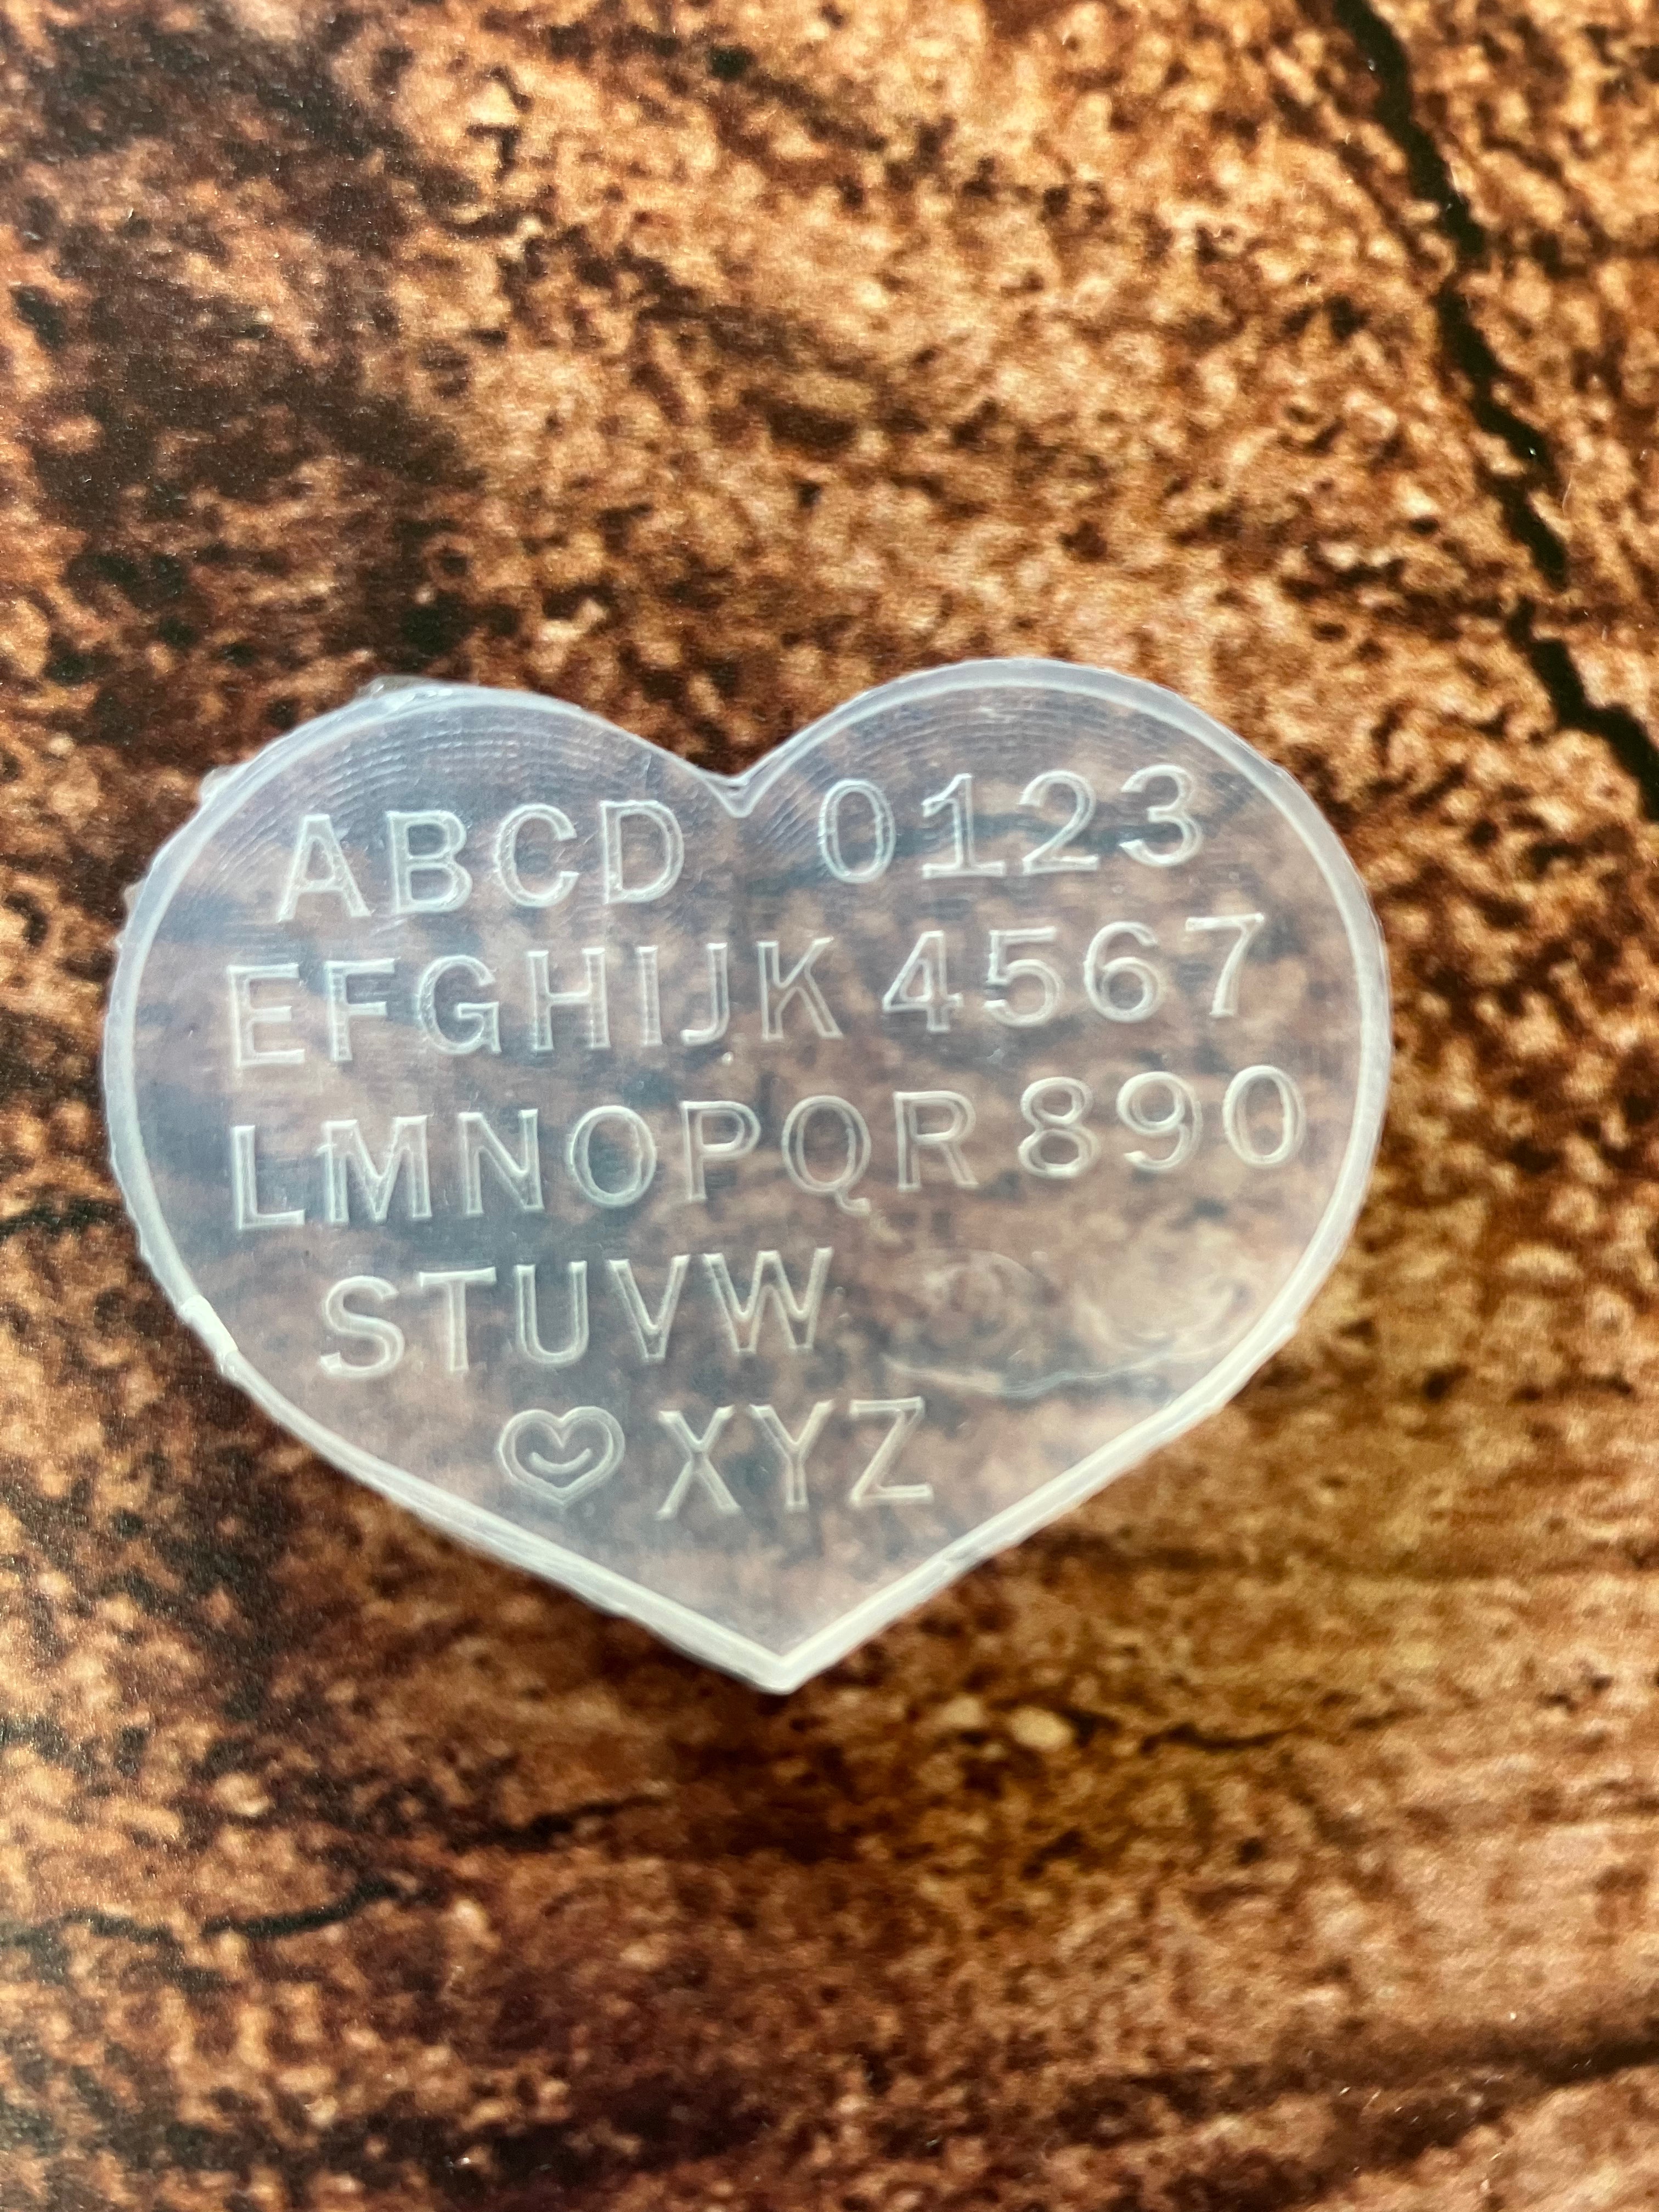 ABCD 0123
EFGHIJK 4567
LMNOPQR 890
STUVW
XYZ